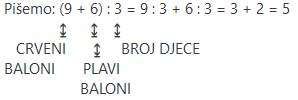 Pišemo: (9 + 6) : 3 = 9 : 3 + 6 : 3 = 3 + 2 = 5
↕ ↕ ↕
CRVENI ↕ BROJ DJECE
BALONI PLAVI
BALONI